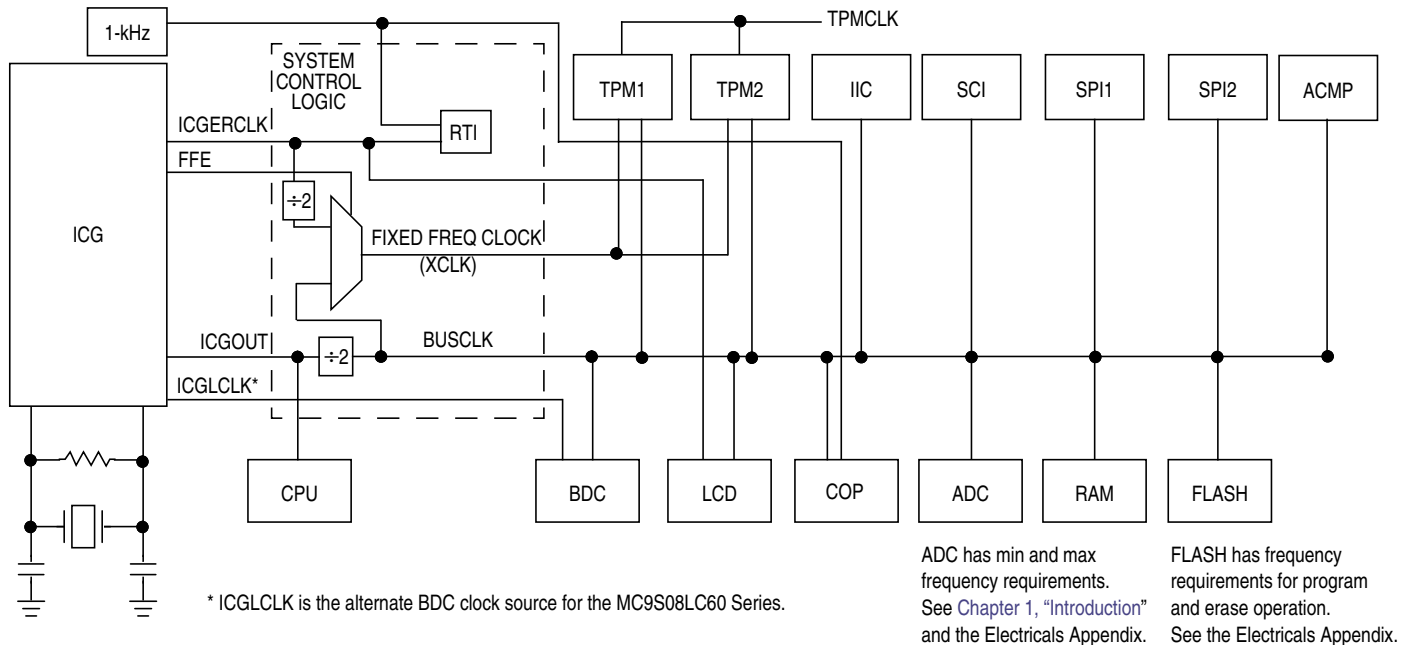 1-kHz
TPMCLK
SYSTEM
CONTROL
LOGIC
TPM1
TPM2
IIC
SCI
SPI1
SPI2
ACMP
ICGERCLK
RTI
FFE
÷2
ICG
FIXED FREQ CLOCK
(XCLK)
ICGOUT
÷2
BUSCLK
ICGLCLK*
CPU
BDC
LCD
COP
ADC
RAM
FLASH
ADC has min and max
frequency requirements.
See Chapter 1, “Introduction”
and the Electricals Appendix.
FLASH has frequency
requirements for program
and erase operation.
See the Electricals Appendix.
* ICGLCLK is the alternate BDC clock source for the MC9S08LC60 Series.